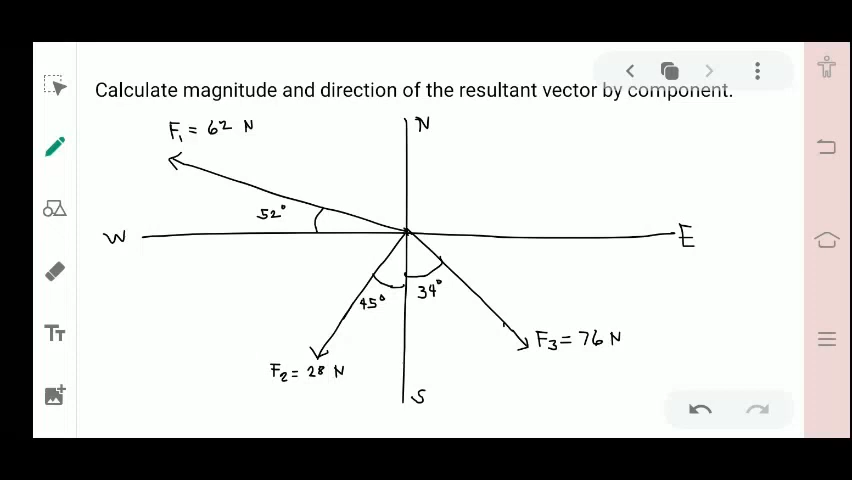 Calculate magnitude and direction of the resultant vector by component.
N
F₁ = 62 N
52°
W
E
45°
34°
F₃ = 76 N
F₂ = 28 N
S
Tт